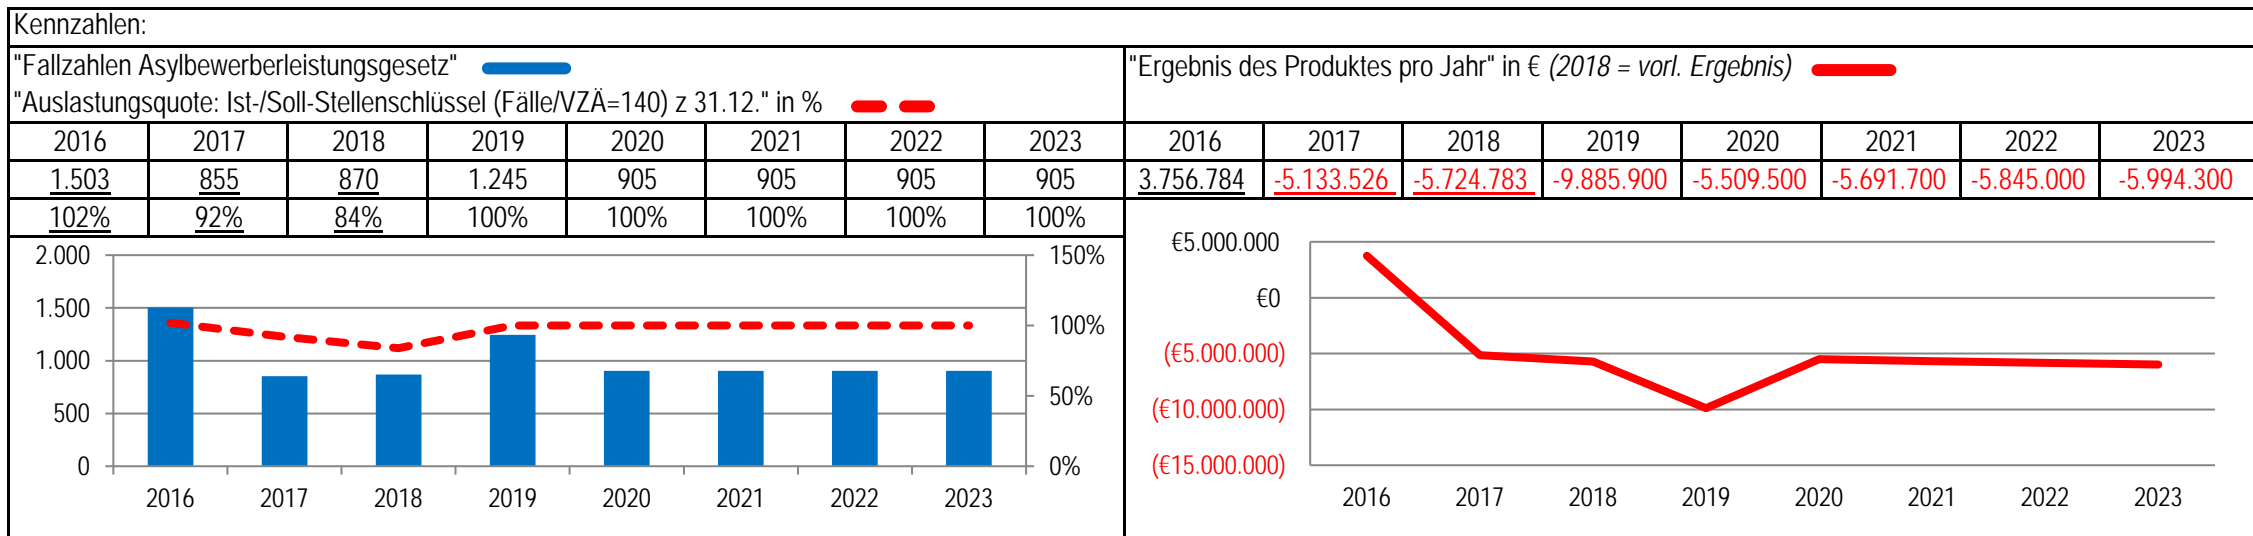 Kennzahlen:
"Fallzahlen Asylbewerberleistungsgesetz"
"Auslastungsquote: Ist-/Soll-Stellenschlüssel (Fälle/VZÄ=140) z 31.12." in %
2016 2017 2018 2019 2020 2021 2022 2023
1.503 855 870 1.245 905 905 905 905
102% 92% 84% 100% 100% 100% 100% 100%
2.000
1.500
1.000
500
0
150%
100%
50%
0%
2016 2017 2018 2019 2020 2021 2022 2023
"Ergebnis des Produktes pro Jahr" in € (2018 = vorl. Ergebnis)
2016 2017 2018 2019 2020 2021 2022 2023
3.756.784 -5.133.526 -5.724.783 -9.885.900 -5.509.500 -5.691.700 -5.845.000 -5.994.300
€5.000.000
€0
(€5.000.000)
(€10.000.000)
(€15.000.000)
2016 2017 2018 2019 2020 2021 2022 2023